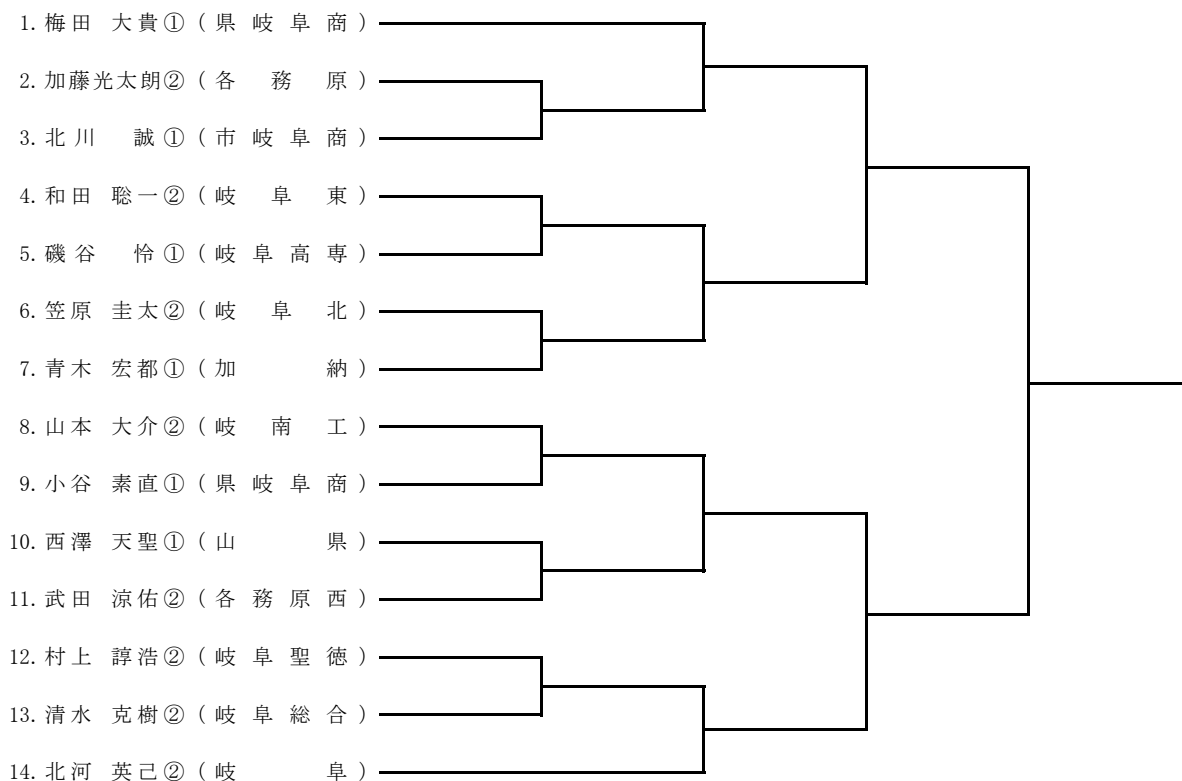 1. 梅田 大貴① (県岐阜商)
2. 加藤光太朗② (各務原)
3. 北川 誠① (市岐阜商)
4. 和田 聡一② (岐阜東)
5. 磯谷 怜① (岐阜高専)
6. 笠原 圭太② (岐阜北)
7. 青木 宏都① (加納)
8. 山本 大介② (岐南工)
9. 小谷 素直① (県岐阜商)
10. 西澤 天聖① (山県)
11. 武田 涼佑② (各務原西)
12. 村上 諄浩② (岐阜聖徳)
13. 清水 克樹② (岐阜総合)
14. 北河 英己② (岐阜)